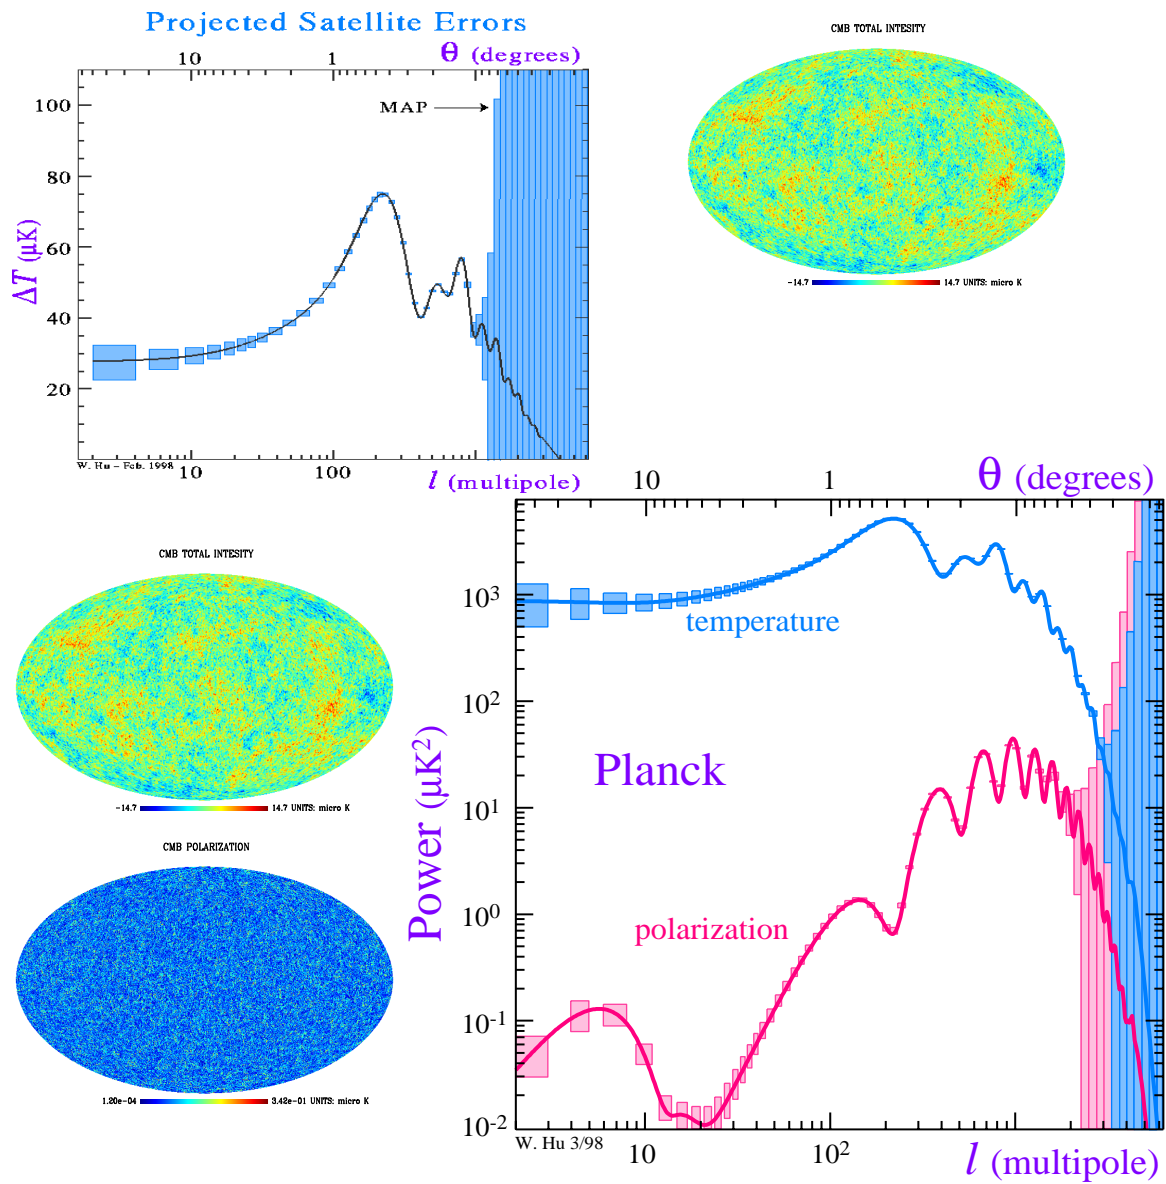 Projected Satellite Errors
10 1 θ (degrees)
MAP
100
80
60
40
20
ΔT (μK)
W. Hu – Feb. 1998
10 100
l (multipole)
CMB TOTAL INTESITY
−14.7 14.7 UNITS: micro K
CMB TOTAL INTESITY
−14.7 14.7 UNITS: micro K
CMB POLARIZATION
1.20e−04 3.42e−01 UNITS: micro K
10 1 θ (degrees)
10³
10²
10¹
10⁰
10⁻¹
10⁻²
Power (μK²)
temperature
Planck
polarization
W. Hu 3/98
10 10²
l (multipole)